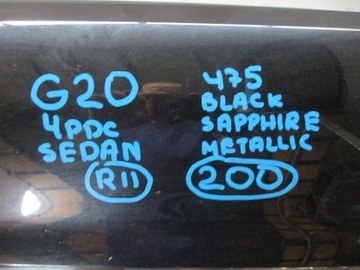 G20
4PDC
SEDAN
R11
475
BLACK
SAPPHIRE
METALLIC
200